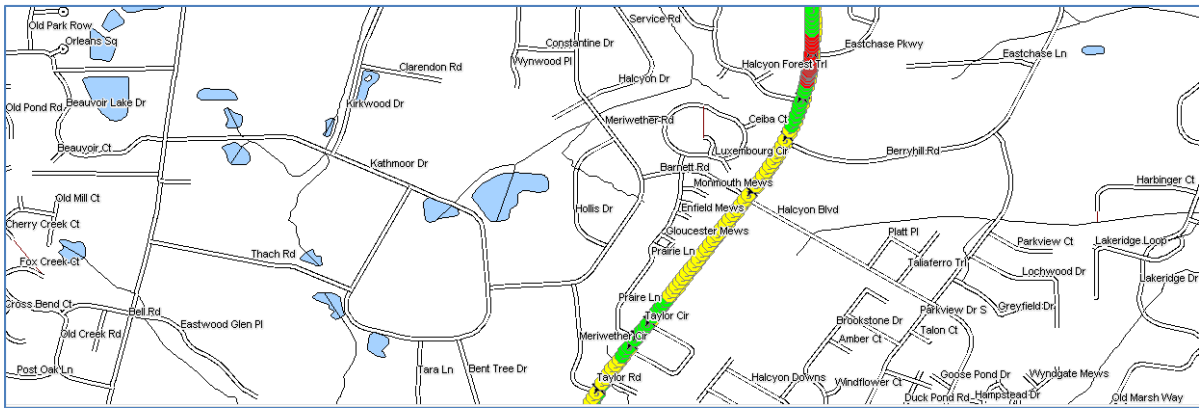 Service Rd
Old Park Row
Orleans Sq
Constantine Dr
Eastchase Pkwy
Eastchase Ln
Wynwood Pl
Clarendon Rd
Halcyon Forest Trl
Halcyon Dr
Beauvoir Lake Dr
Old Pond Rd
Kirkwood Dr
Meriwether Rd
Ceiba Ct
Beauvoir Ct
Luxembourg Cir
Berryhill Rd
Kathmoor Dr
Barnett Rd
Monmouth Mews
Harbinger Ct
Old Mill Ct
Hollis Dr
Enfield Mews
Halcyon Blvd
Cherry Creek Ct
Gloucester Mews
Platt Pl
Parkview Ct
Lakeridge Loop
Thach Rd
Prairie Ln
Fox Creek Ct
Taliaferro Trl
Lochwood Dr
Lakeridge Dr
Praire Ln
Cross Bend Ct
Bell Rd
Greyfield Dr
Parkview Dr S
Taylor Cir
Eastwood Glen Pl
Brookstone Dr
Old Creek Rd
Talon Ct
Meriwether Cir
Amber Ct
Post Oak Ln
Tara Ln
Bent Tree Dr
Taylor Rd
Halcyon Downs
Goose Pond Dr
Wyndgate Mews
Windflower Ct
Hampstead Dr
Duck Pond Rd
Old Marsh Way